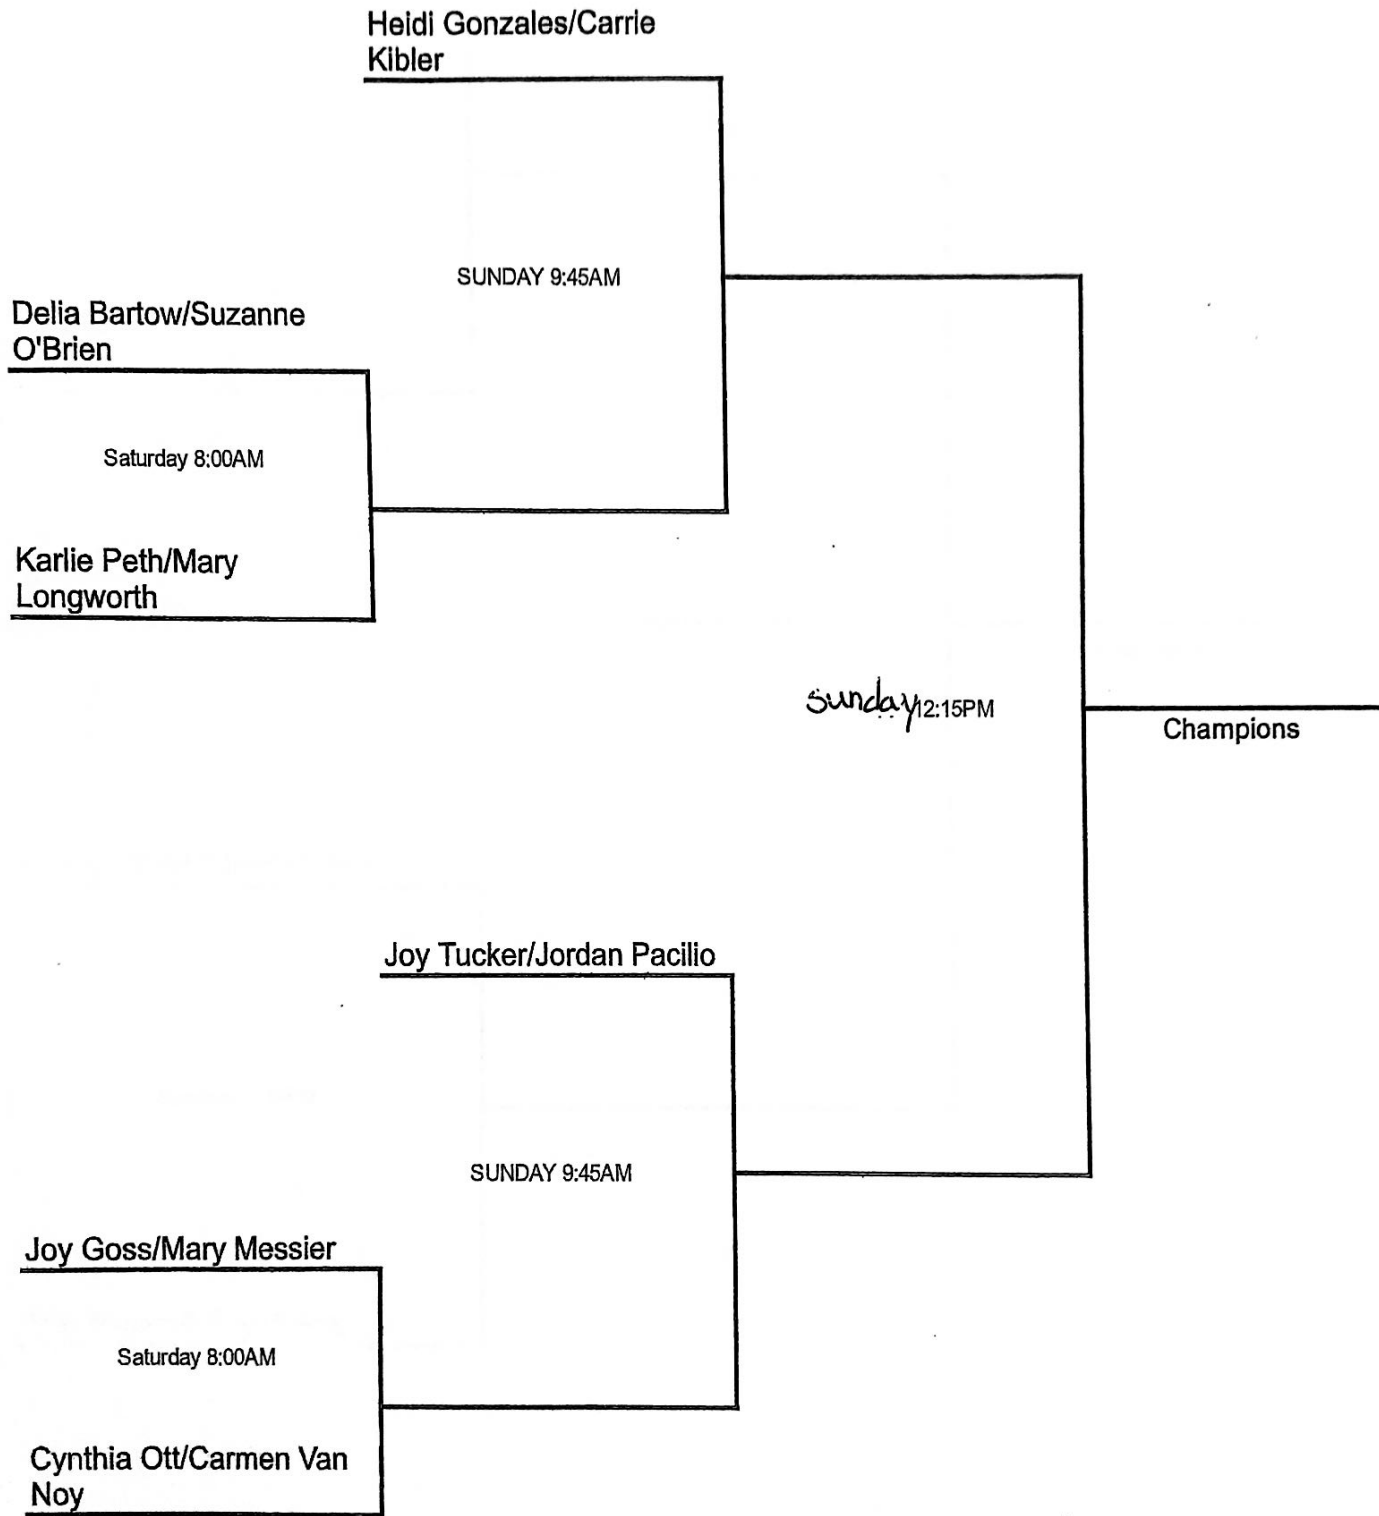 Heidi Gonzales/Carrie
Kibler
SUNDAY 9:45AM
Delia Bartow/Suzanne
O'Brien
Saturday 8:00AM
Karlie Peth/Mary
Longworth
sunday 12:15PM
Champions
Joy Tucker/Jordan Pacilio
SUNDAY 9:45AM
Joy Goss/Mary Messier
Saturday 8:00AM
Cynthia Ott/Carmen Van
Noy